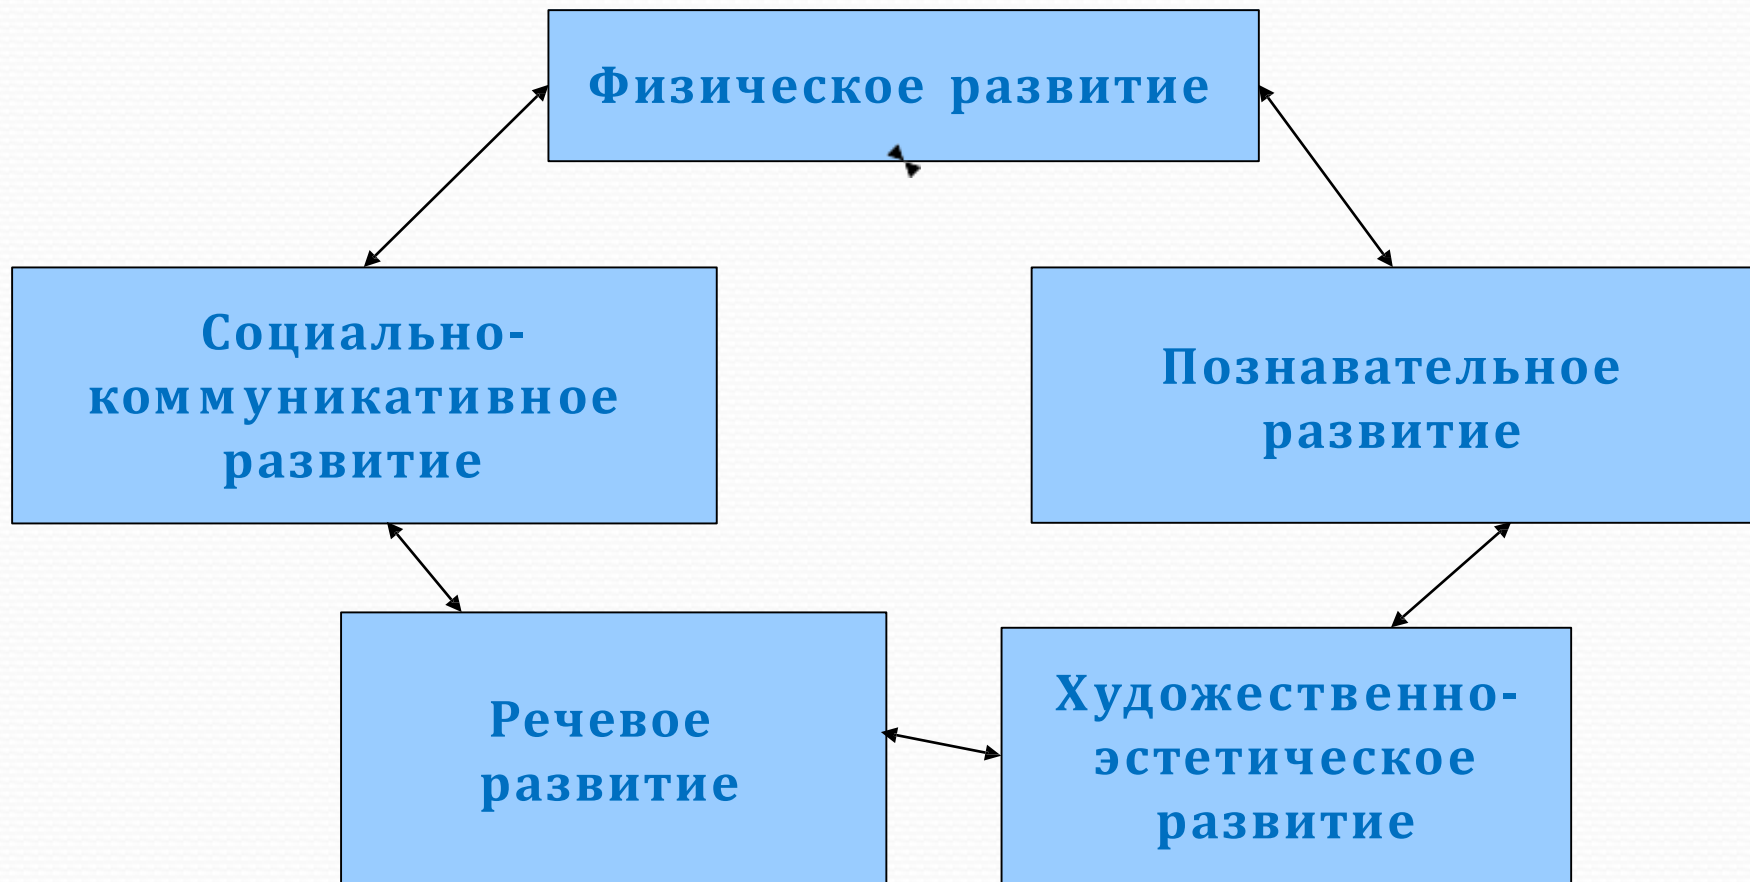 Физическое развитие
Социально-
коммуникативное
развитие
Познавательное
развитие
Речевое
развитие
Художественно-
эстетическое
развитие